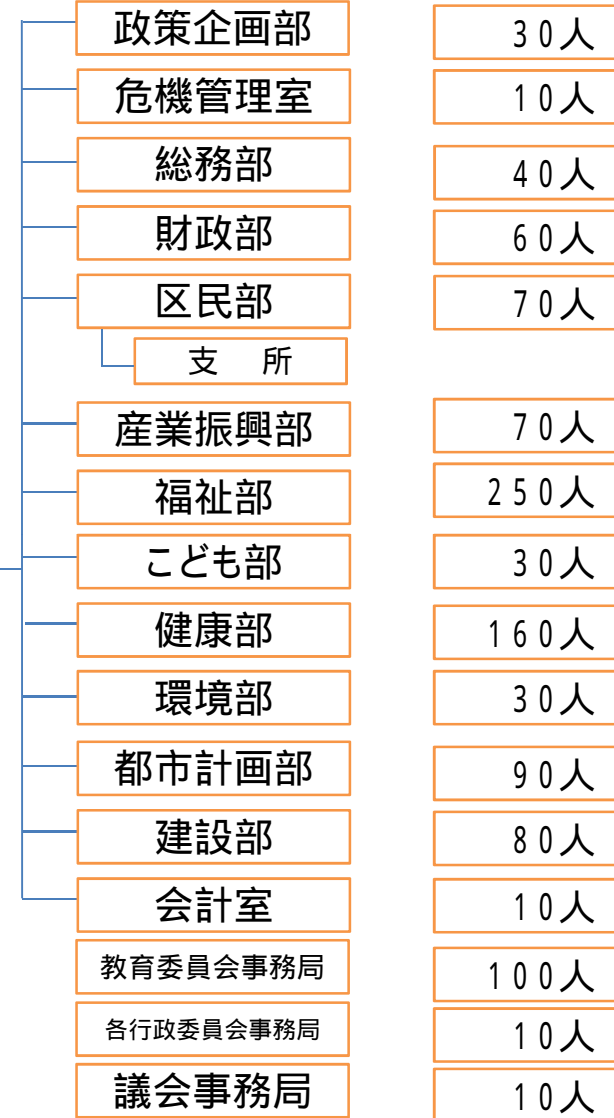 政策企画部 30人
危機管理室 10人
総務部 40人
財政部 60人
区民部 70人
支 所
産業振興部 70人
福祉部 250人
こども部 30人
健康部 160人
環境部 30人
都市計画部 90人
建設部 80人
会計室 10人
教育委員会事務局 100人
各行政委員会事務局 10人
議会事務局 10人